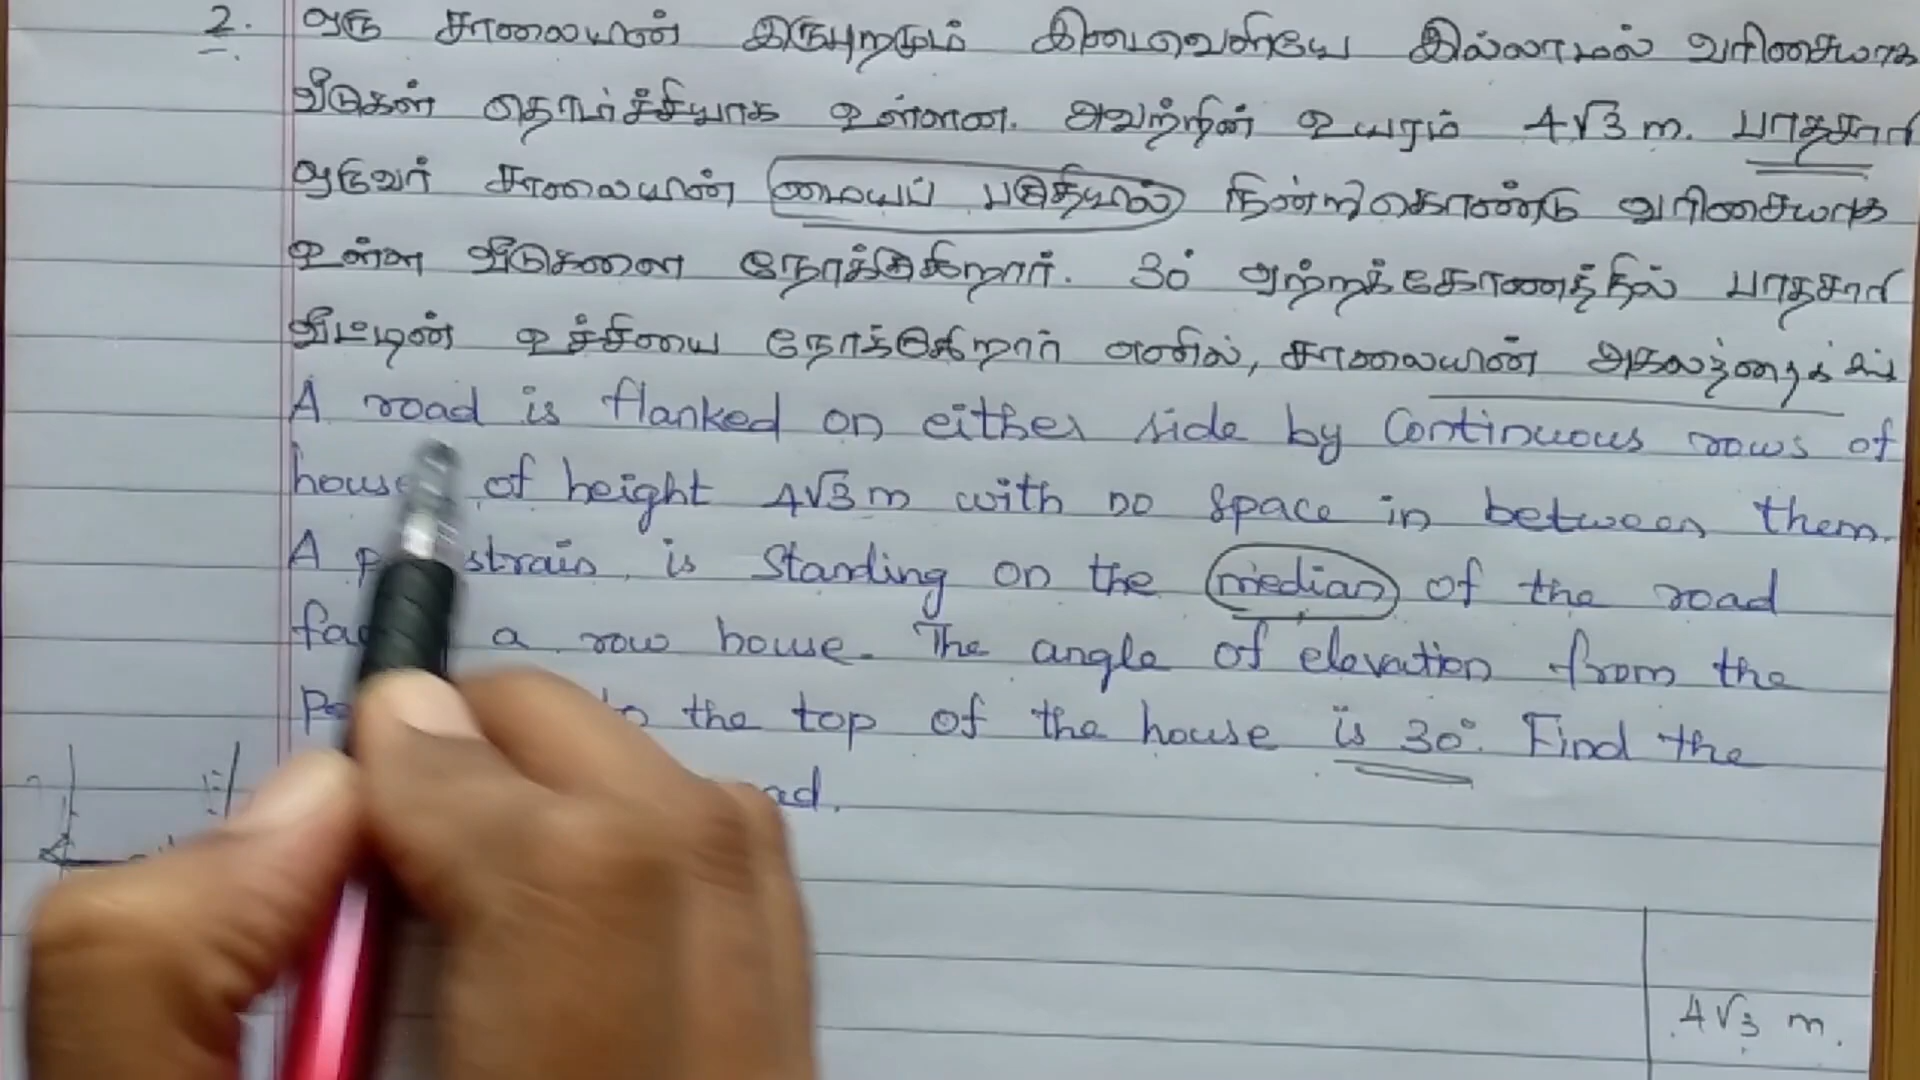 2. ஒரு சாலையின் இருபுறமும் இடைவெளியே இல்லாமல் வரிசையாக
வீடுகள் தொடர்ச்சியாக உள்ளன. அவற்றின் உயரம் 4√3 m. பாதசாரி
ஒருவர் சாலையின் மையப் பகுதியில் நின்றுகொண்டு வரிசையாக
உள்ள வீடுகளை நோக்குகிறார். 30° ஏற்றக்கோணத்தில் பாதசாரி
வீட்டின் உச்சியை நோக்குகிறார் எனில், சாலையின் அகலத்தைக்
A road is flanked on either side by Continuous rows of
of height 4√3 m with no space in between them.
A is Standing on the median of the road
a row house. The angle of elevation from the
the top of the house is 30°. Find the
4√3 m.